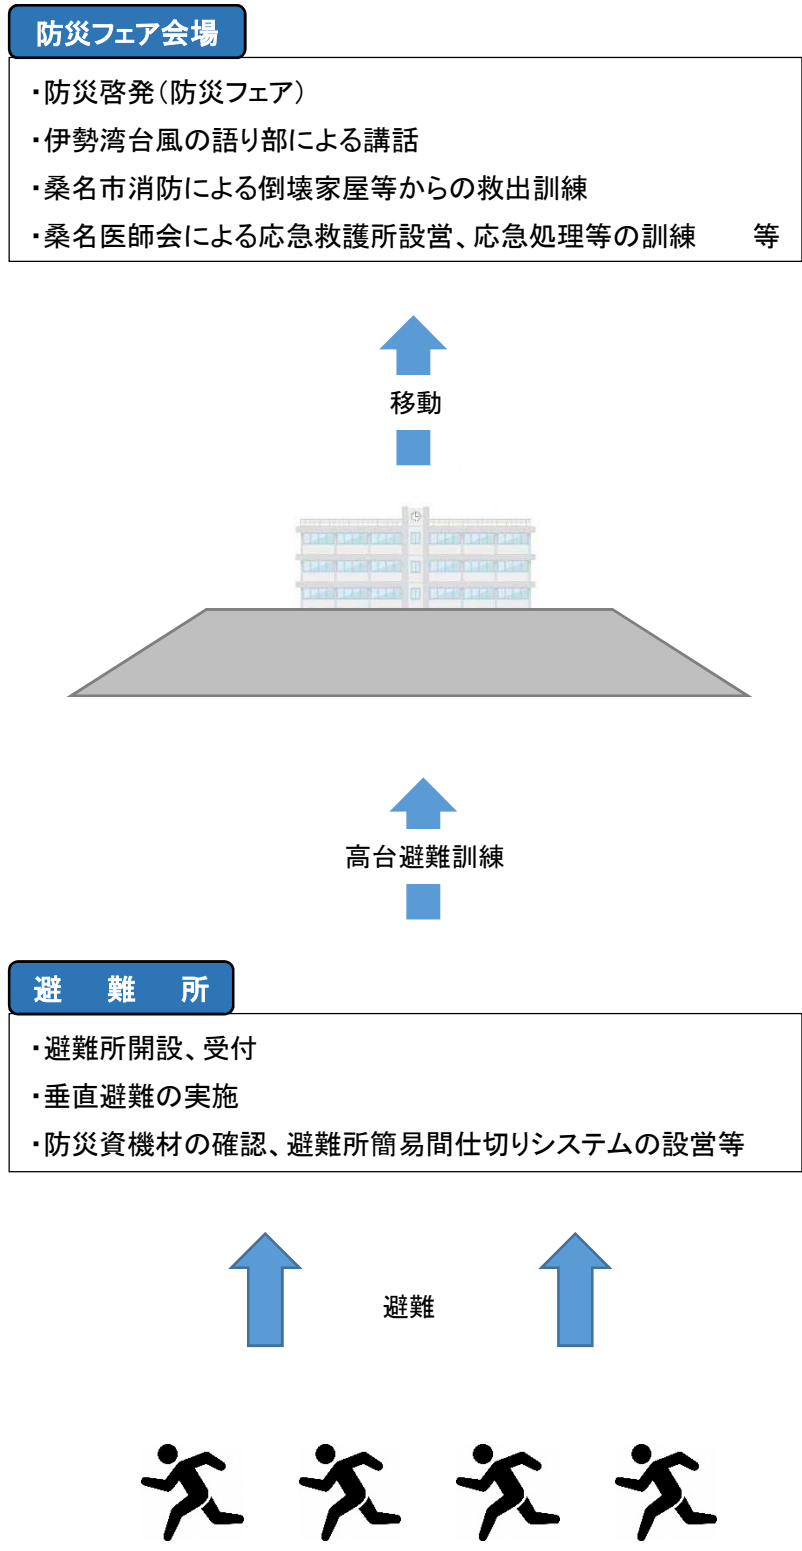 防災フェア会場
・防災啓発（防災フェア）
・伊勢湾台風の語り部による講話
・桑名市消防による倒壊家屋等からの救出訓練
・桑名医師会による応急救護所設営、応急処理等の訓練　　等
移動
高台避難訓練
避　難　所
・避難所開設、受付
・垂直避難の実施
・防災資機材の確認、避難所簡易間仕切りシステムの設営等
避難